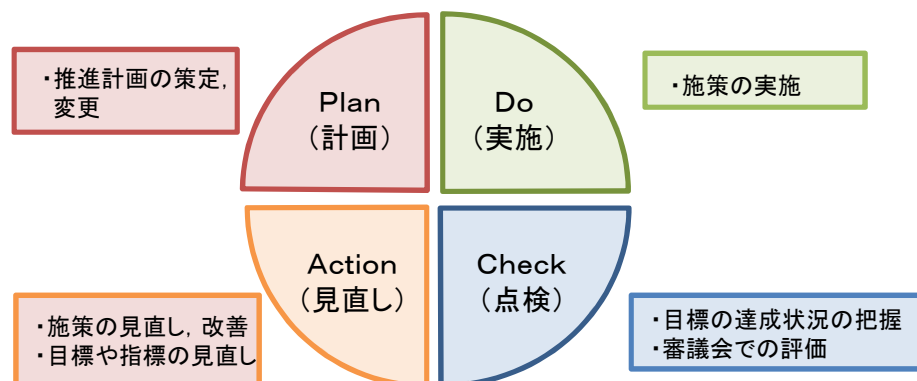 ・推進計画の策定,
変更
Plan
（計画）
Do
（実施）
・施策の実施
Action
（見直し）
Check
（点検）
・施策の見直し, 改善
・目標や指標の見直し
・目標の達成状況の把握
・審議会での評価